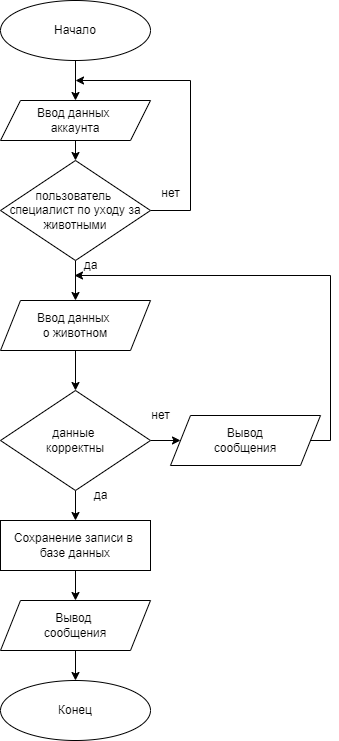 Начало
Ввод данных
аккаунта
пользователь
специалист по уходу за
животными
нет
да
Ввод данных
о животном
данные
корректны
нет
Вывод
сообщения
да
Сохранение записи в
базе данных
Вывод
сообщения
Конец